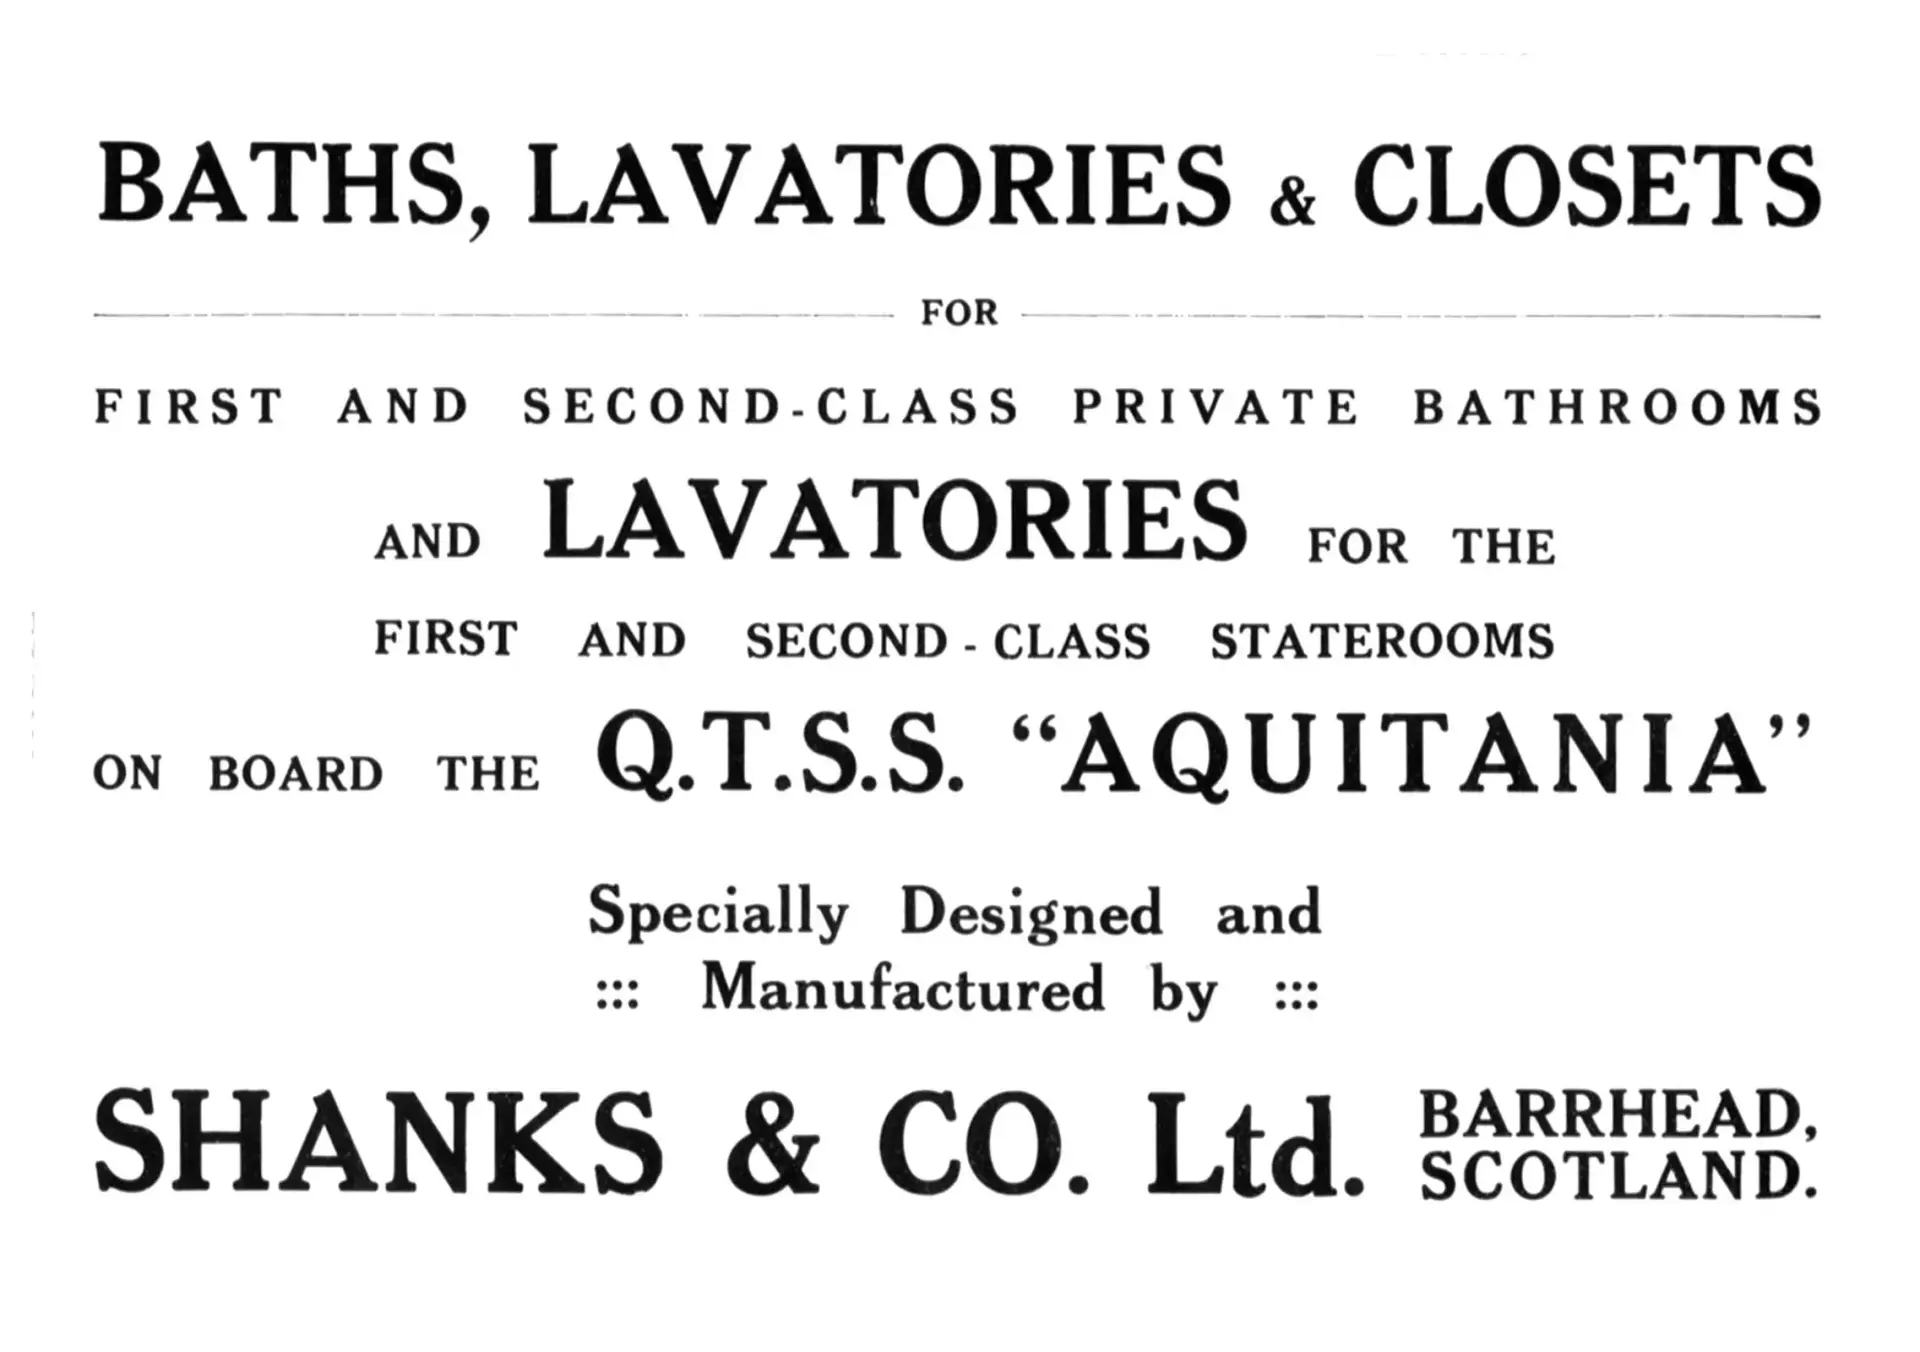 BATHS, LAVATORIES & CLOSETS
FOR
FIRST AND SECOND-CLASS PRIVATE BATHROOMS
AND LAVATORIES FOR THE
FIRST AND SECOND-CLASS STATEROOMS
ON BOARD THE Q.T.S.S. “AQUITANIA”
Specially Designed and
::: Manufactured by :::
SHANKS & CO. Ltd. BARRHEAD,
SCOTLAND.